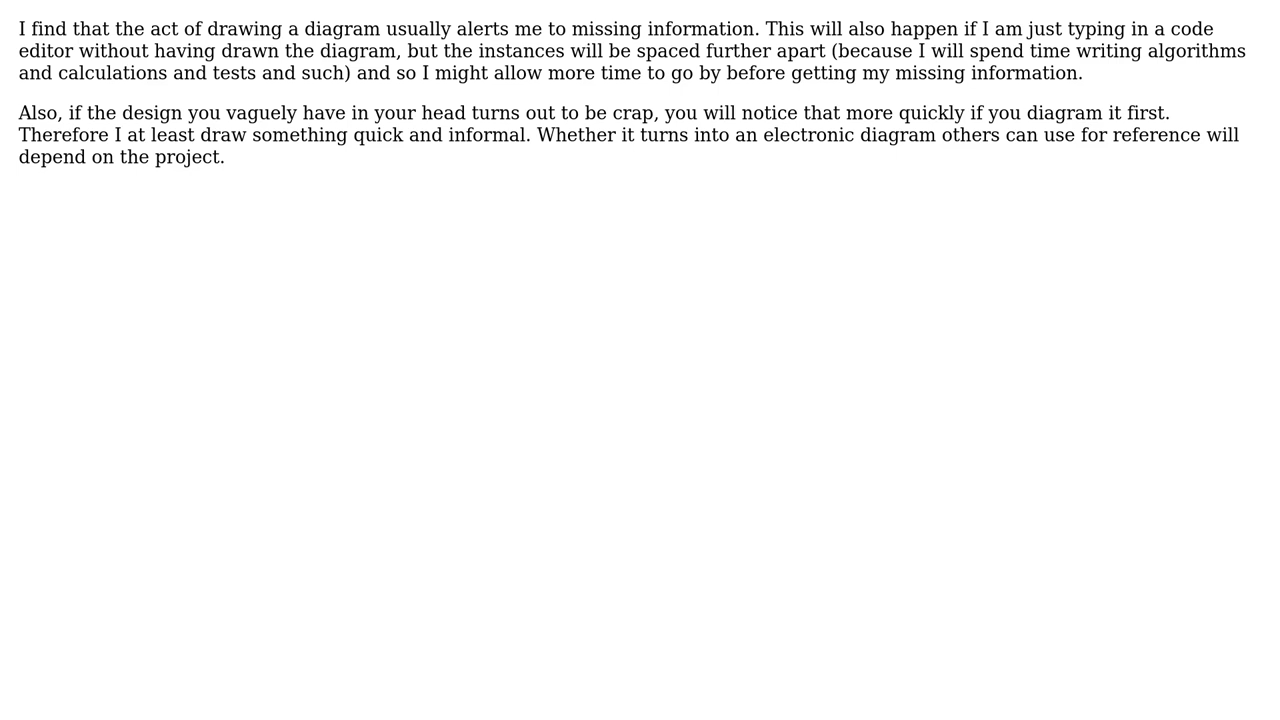 I find that the act of drawing a diagram usually alerts me to missing information. This will also happen if I am just typing in a code
editor without having drawn the diagram, but the instances will be spaced further apart (because I will spend time writing algorithms
and calculations and tests and such) and so I might allow more time to go by before getting my missing information.
Also, if the design you vaguely have in your head turns out to be crap, you will notice that more quickly if you diagram it first.
Therefore I at least draw something quick and informal. Whether it turns into an electronic diagram others can use for reference will
depend on the project.